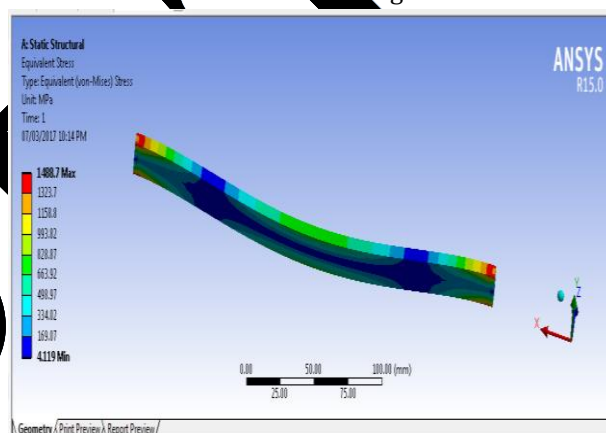 A: Static Structural
Equivalent Stress
Type: Equivalent (von-Mises) Stress
Unit: MPa
Time: 1
07/03/2017 10:14 PM
1488.7 Max
1323.7
1158.8
993.82
828.87
663.92
498.97
334.02
169.07
4.119 Min
ANSYS
R15.0
Y
Z
X
0.00 50.00 100.00 (mm)
25.00 75.00
Geometry Print Preview Report Preview